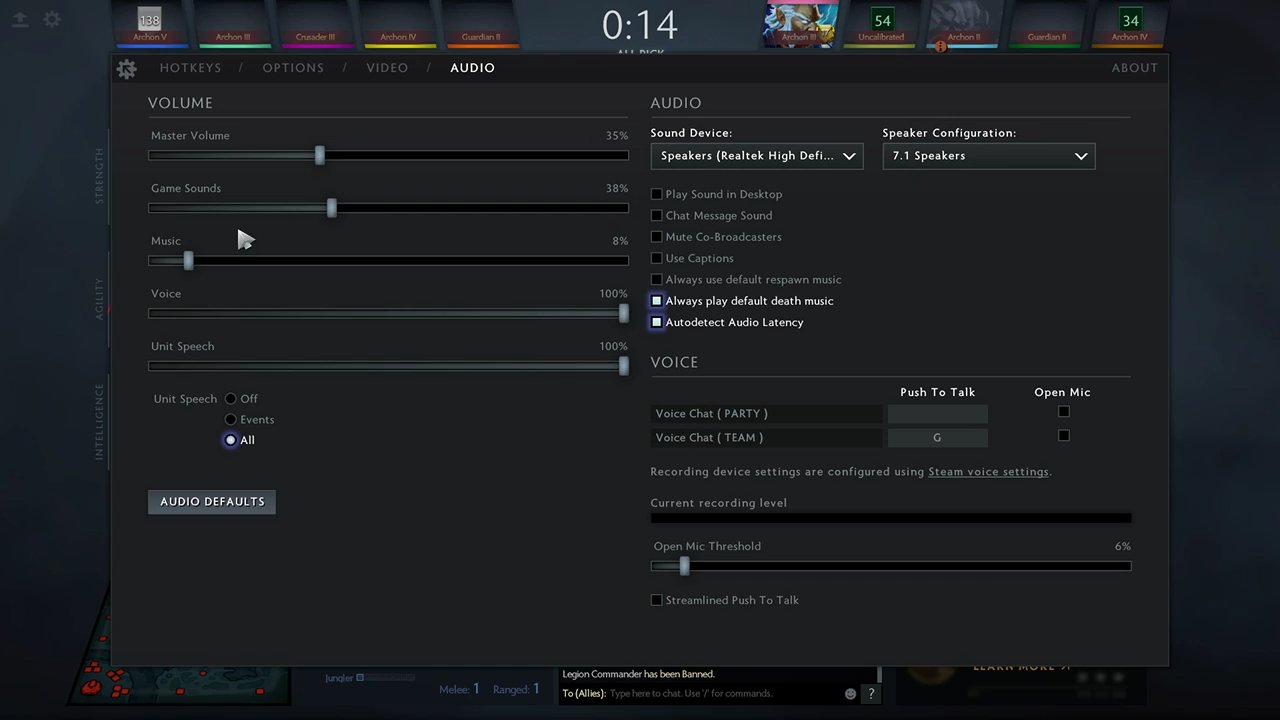 138
Archon V
Archon III
Crusader III
Archon IV
Guardian II
0:14
ALL PICK
Archon III
54
Uncalibrated
Archon II
Guardian II
34
Archon IV
HOTKEYS / OPTIONS / VIDEO / AUDIO
ABOUT
STRENGTH
AGILITY
INTELLIGENCE
VOLUME
Master Volume 35%
Game Sounds 38%
Music 8%
Voice 100%
Unit Speech 100%
Unit Speech Off
Events
All
AUDIO DEFAULTS
AUDIO
Sound Device: Speaker Configuration:
Speakers (Realtek High Defi... 7.1 Speakers
Play Sound in Desktop
Chat Message Sound
Mute Co-Broadcasters
Use Captions
Always use default respawn music
Always play default death music
Autodetect Audio Latency
VOICE
Push To Talk Open Mic
Voice Chat ( PARTY )
Voice Chat ( TEAM ) G
Recording device settings are configured using Steam voice settings.
Current recording level
Open Mic Threshold 6%
Streamlined Push To Talk
Jungler
Melee: 1 Ranged: 1
Legion Commander has been Banned.
To (Allies): Type here to chat. Use '/' for commands.
?
LEARN MORE